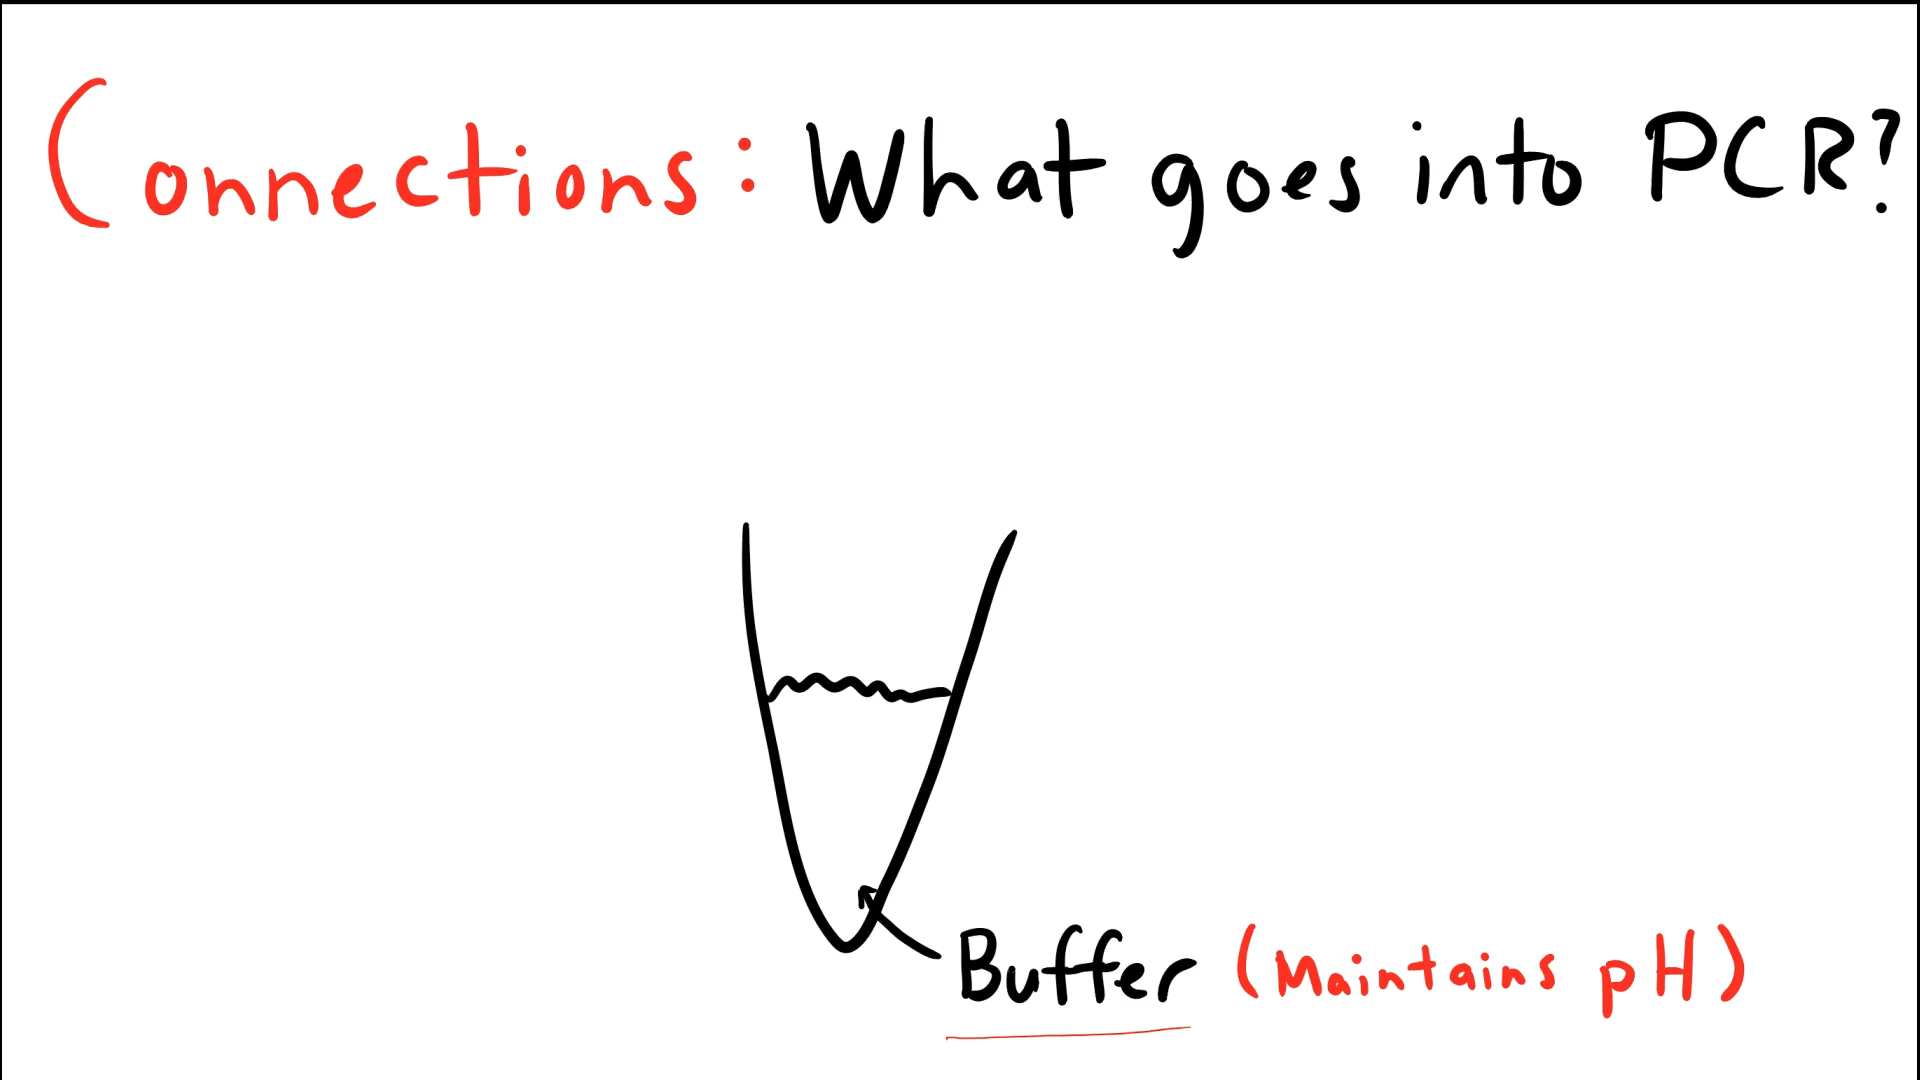 Connections: What goes into PCR?
Buffer (Maintains pH)